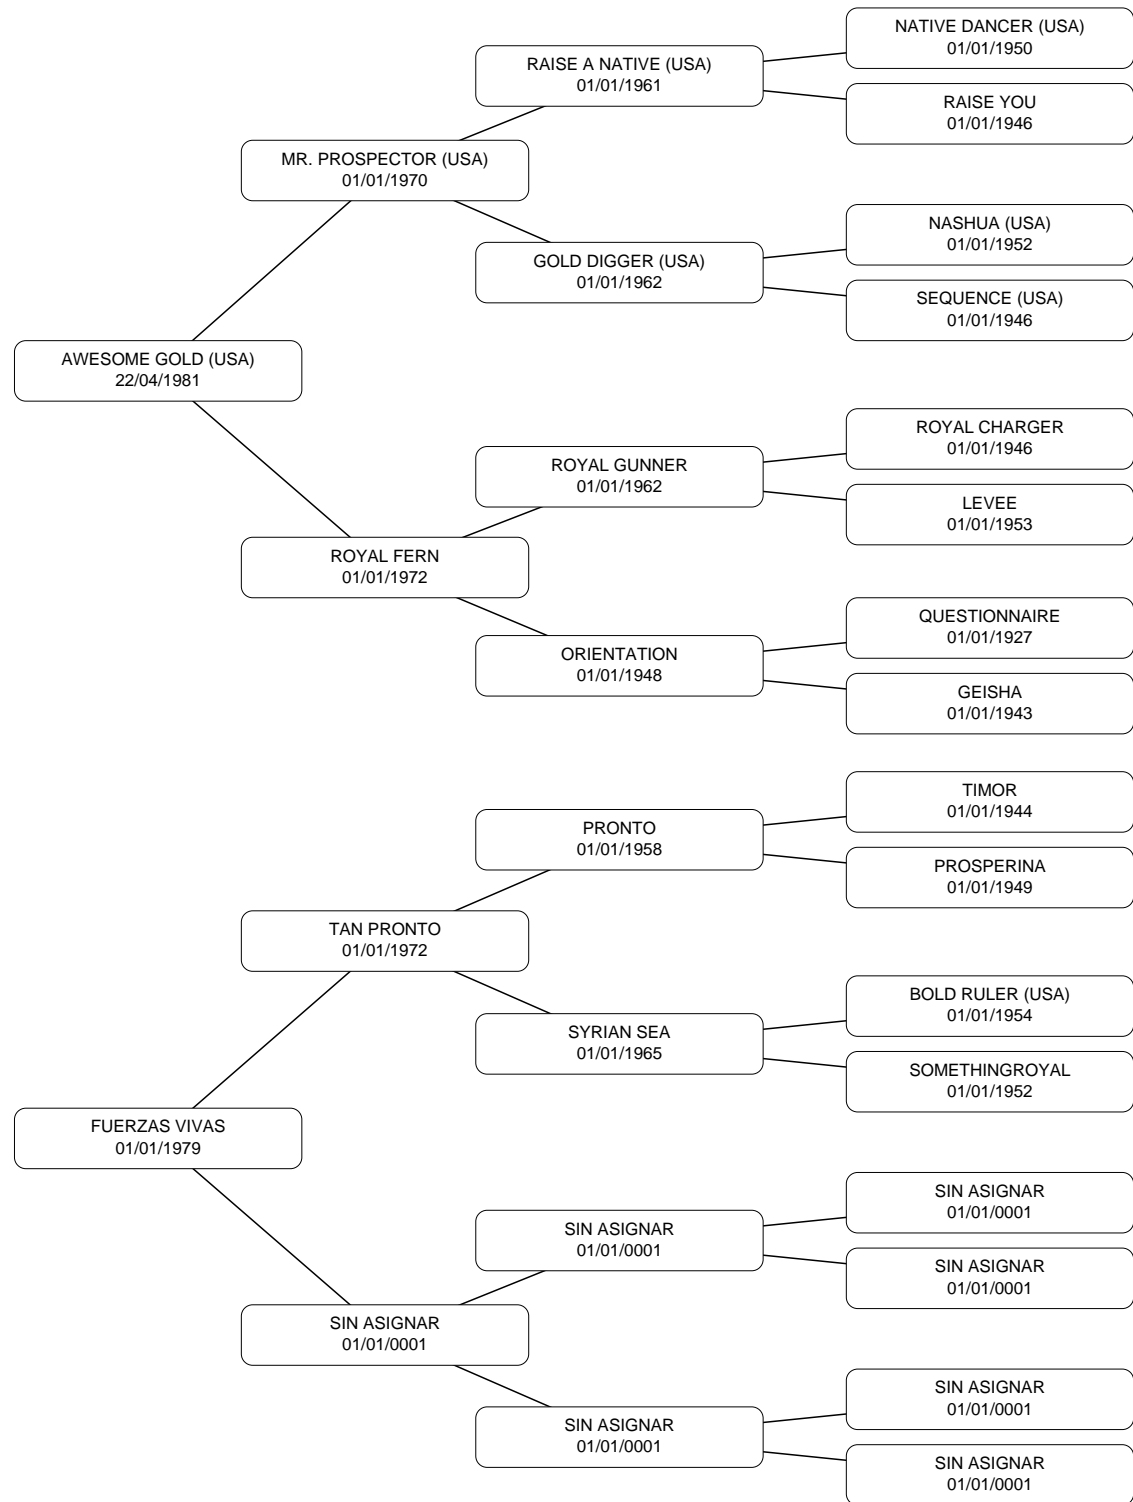 NATIVE DANCER (USA)
01/01/1950
RAISE A NATIVE (USA)
01/01/1961
RAISE YOU
01/01/1946
MR. PROSPECTOR (USA)
01/01/1970
NASHUA (USA)
01/01/1952
GOLD DIGGER (USA)
01/01/1962
SEQUENCE (USA)
01/01/1946
AWESOME GOLD (USA)
22/04/1981
ROYAL CHARGER
01/01/1946
ROYAL GUNNER
01/01/1962
LEVEE
01/01/1953
ROYAL FERN
01/01/1972
QUESTIONNAIRE
01/01/1927
ORIENTATION
01/01/1948
GEISHA
01/01/1943
TIMOR
01/01/1944
PRONTO
01/01/1958
PROSPERINA
01/01/1949
TAN PRONTO
01/01/1972
BOLD RULER (USA)
01/01/1954
SYRIAN SEA
01/01/1965
SOMETHINGROYAL
01/01/1952
FUERZAS VIVAS
01/01/1979
SIN ASIGNAR
01/01/0001
SIN ASIGNAR
01/01/0001
SIN ASIGNAR
01/01/0001
SIN ASIGNAR
01/01/0001
SIN ASIGNAR
01/01/0001
SIN ASIGNAR
01/01/0001
SIN ASIGNAR
01/01/0001